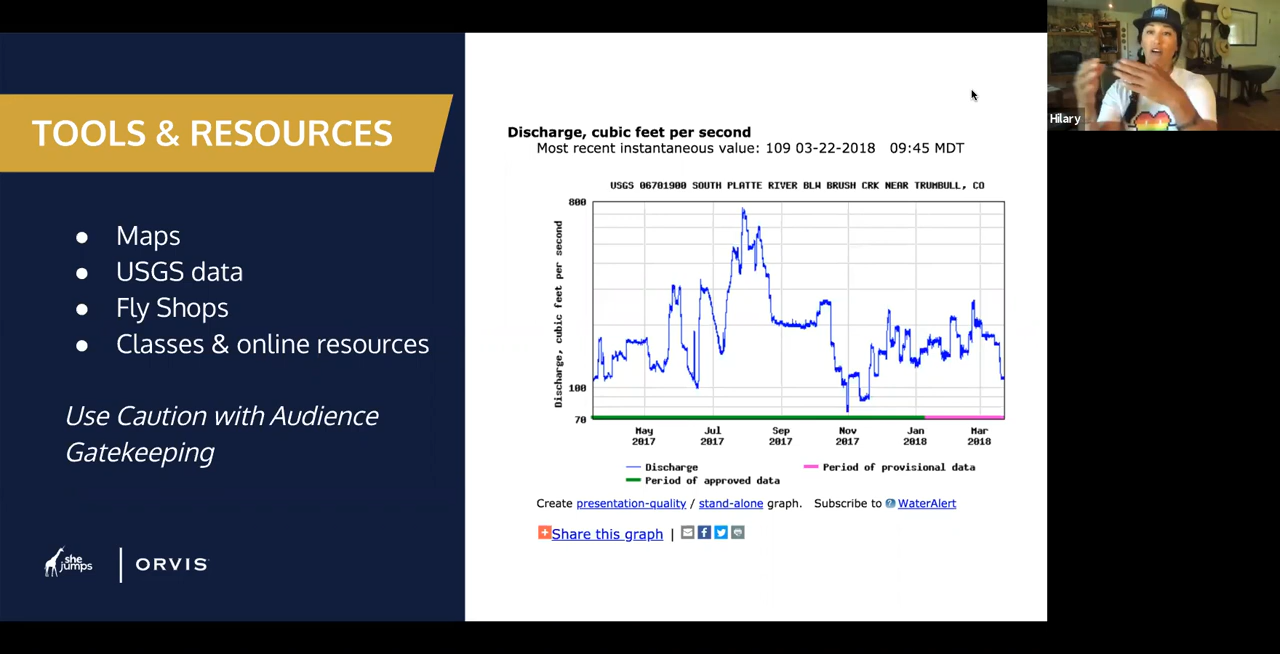 TOOLS & RESOURCES
● Maps
● USGS data
● Fly Shops
● Classes & online resources
Use Caution with Audience
Gatekeeping
she
jumps
ORVIS
Discharge, cubic feet per second
Most recent instantaneous value: 109 03-22-2018 09:45 MDT
USGS 06701900 SOUTH PLATTE RIVER BLW BRUSH CRK NEAR TRUMBULL, CO
Discharge, cubic feet per second
800
100
70
May Jul Sep Nov Jan Mar
2017 2017 2017 2017 2018 2018
Discharge
Period of approved data
Period of provisional data
Create presentation-quality / stand-alone graph. Subscribe to WaterAlert
Share this graph |
Hilary